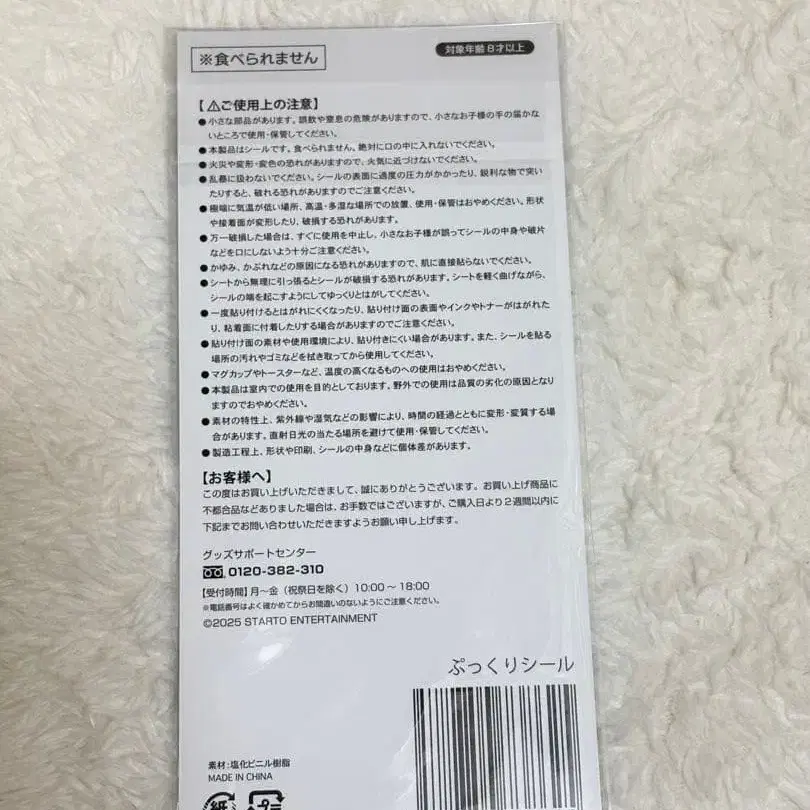 ※食べられません
対象年齢8才以上
【⚠ご使用上の注意】
●小さな部品があります。誤飲や窒息の危険がありますので、小さなお子様の手の届かな
いところで使用・保管してください。
●本製品はシールです。食べられません。絶対に口の中に入れないでください。
●火災や変形・変色の恐れがありますので、火気に近づけないでください。
●乱暴に扱わないでください。シールの表面に過度の圧力がかかったり、鋭利な物で突い
たりすると、破れる恐れがありますのでご注意ください。
●極端に気温が低い場所、高温・多湿な場所での放置、使用・保管はおやめください。形状
や接着面が変形したり、破損する恐れがあります。
●万一破損した場合は、すぐに使用を中止し、小さなお子様が誤ってシールの中身や破片
などを口にしないよう十分ご注意ください。
●かゆみ、かぶれなどの原因になる恐れがありますので、肌に直接貼らないでください。
●シートから無理に引っ張るとシールが破損する恐れがあります。シートを軽く曲げながら、
シールの端を起こすようにしてゆっくりとはがしてください。
●一度貼り付けるとはがれにくくなったり、貼り付け面の表面やインクやトナーがはがれた
り、粘着面に付着したりする場合がありますのでご注意ください。
●貼り付け面の素材や使用環境により、貼り付きにくい場合があります。また、シールを貼る
場所の汚れやゴミなどを拭き取ってから使用してください。
●マグカップやトースターなど、温度の高くなるものへの使用はおやめください。
●本製品は室内での使用を目的としております。野外での使用は品質の劣化の原因となり
ますのでおやめください。
●素材の特性上、紫外線や湿気などの影響により、時間の経過とともに変形・変質する場
合があります。直射日光の当たる場所を避けて使用・保管してください。
●製造工程上、形状や印刷、シールの中身などに個体差があります。
【お客様へ】
この度はお買い上げいただきまして、誠にありがとうございます。お買い上げ商品に
不都合品などありました場合は、お手数ではございますが、ご購入日より2週間以内に
下記までお問い合わせいただきますようお願い申し上げます。
グッズサポートセンター
0120-382-310
【受付時間】月〜金（祝祭日を除く）10:00〜18:00
※電話番号はよく確かめてからお間違いのないようにご注意ください。
©2025 STARTO ENTERTAINMENT
ぷっくりシール
素材:塩化ビニル樹脂
MADE IN CHINA
紙 プラ